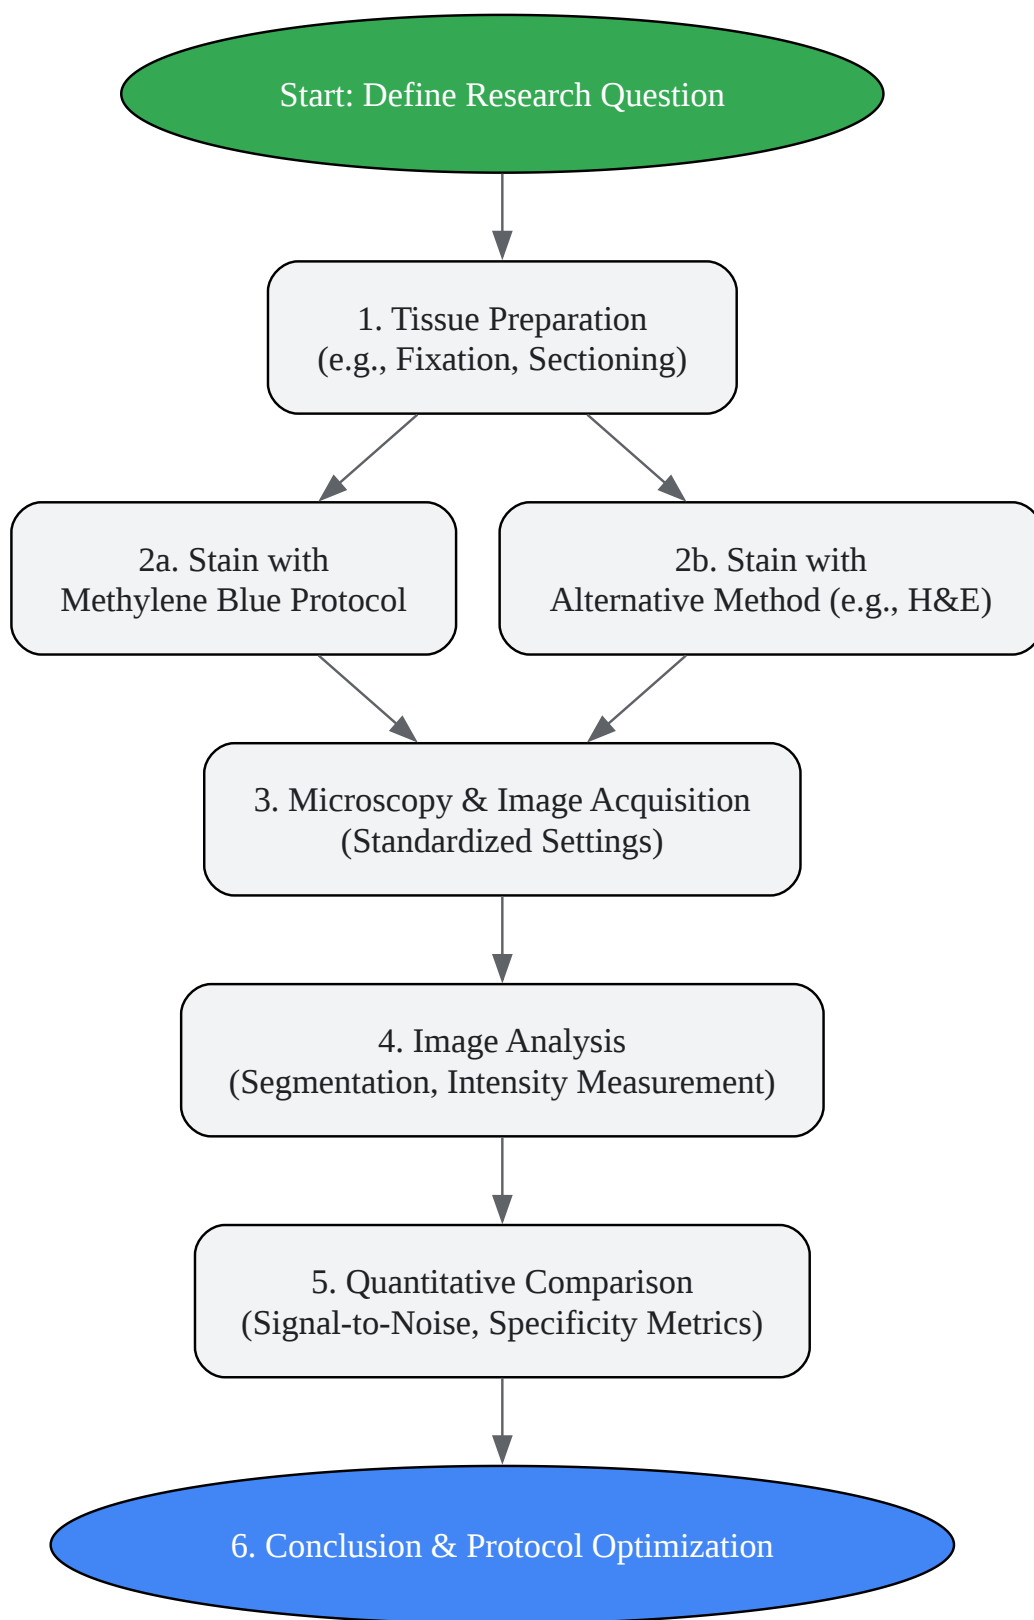 Start: Define Research Question
1. Tissue Preparation
(e.g., Fixation, Sectioning)
2a. Stain with
Methylene Blue Protocol
2b. Stain with
Alternative Method (e.g., H&E)
3. Microscopy & Image Acquisition
(Standardized Settings)
4. Image Analysis
(Segmentation, Intensity Measurement)
5. Quantitative Comparison
(Signal-to-Noise, Specificity Metrics)
6. Conclusion & Protocol Optimization